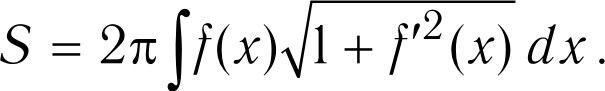 S = 2π∫f(x)√1 + f′²(x) dx.